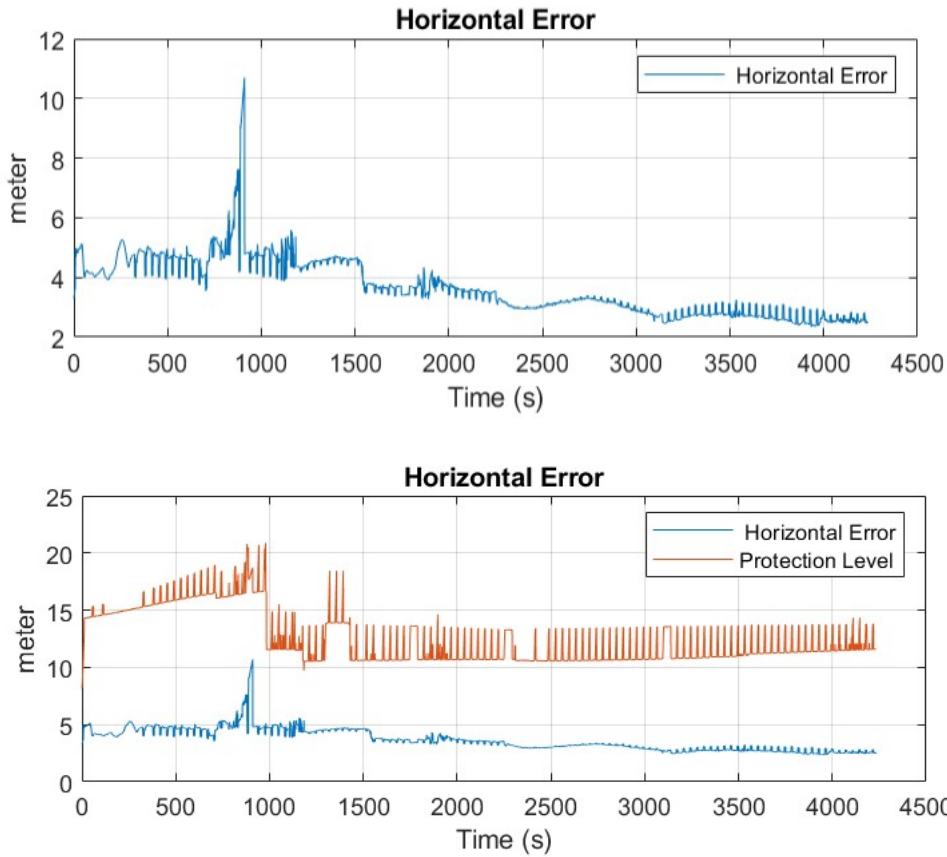 Horizontal Error
12
10
8
6
4
2
meter
Horizontal Error
0 500 1000 1500 2000 2500 3000 3500 4000 4500
Time (s)
Horizontal Error
25
20
15
10
5
0
meter
Horizontal Error
Protection Level
0 500 1000 1500 2000 2500 3000 3500 4000 450
Time (s)